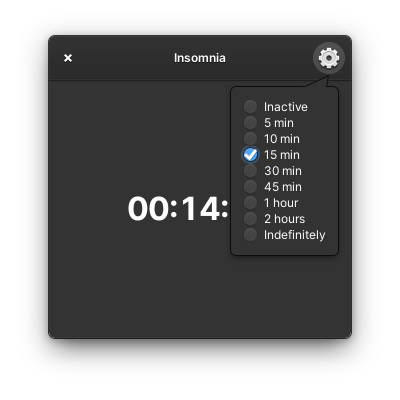 Insomnia
Inactive
5 min
10 min
15 min
30 min
45 min
1 hour
2 hours
Indefinitely
00:14: